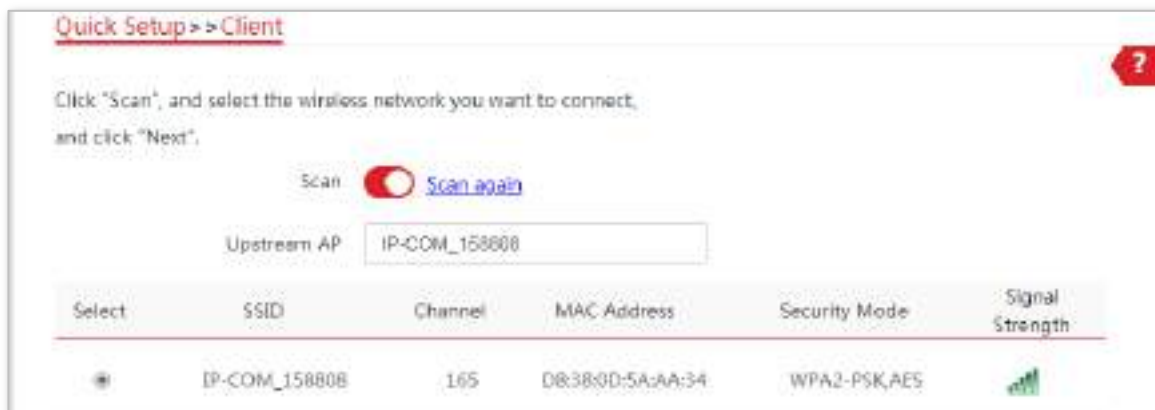 Quick Setup>>Client
?
Click "Scan", and select the wireless network you want to connect,
and click "Next".
Scan Scan again
Upstream AP IP-COM_158808
Select SSID Channel MAC Address Security Mode Signal Strength
IP-COM_158808 165 D8:38:0D:5A:AA:34 WPA2-PSK,AES